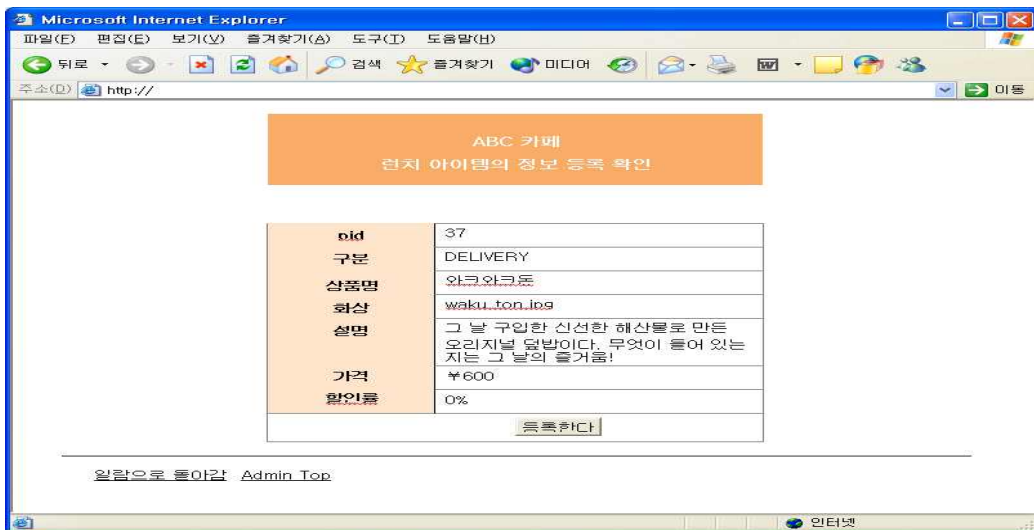 Microsoft Internet Explorer
파일(F) 편집(E) 보기(V) 즐겨찾기(A) 도구(T) 도움말(H)
뒤로 검색 즐겨찾기 미디어
주소(D) http:// 이동
ABC 카페
런치 아이템의 정보 등록 확인
pid 37
구분 DELIVERY
상품명 와크와크돈
화상 waku_ton.jpg
설명 그 날 구입한 신선한 해산물로 만든
오리지널 덮밥이다. 무엇이 들어 있는
지는 그 날의 즐거움!
가격 ￥600
할인률 0%
등록한다
일람으로 돌아감 Admin Top
인터넷